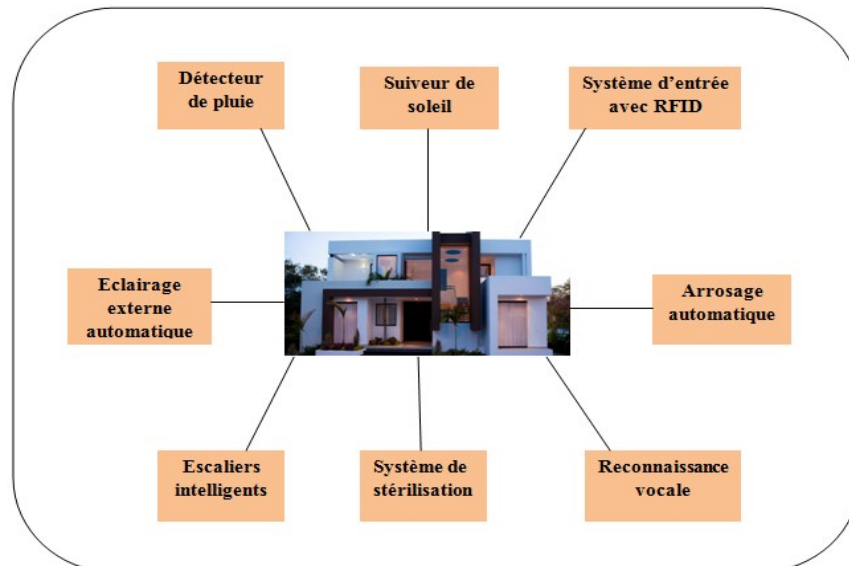 Détecteur
de pluie
Suiveur de
soleil
Système d’entrée
avec RFID
Eclairage
externe
automatique
Arrosage
automatique
Escaliers
intelligents
Système de
stérilisation
Reconnaissance
vocale